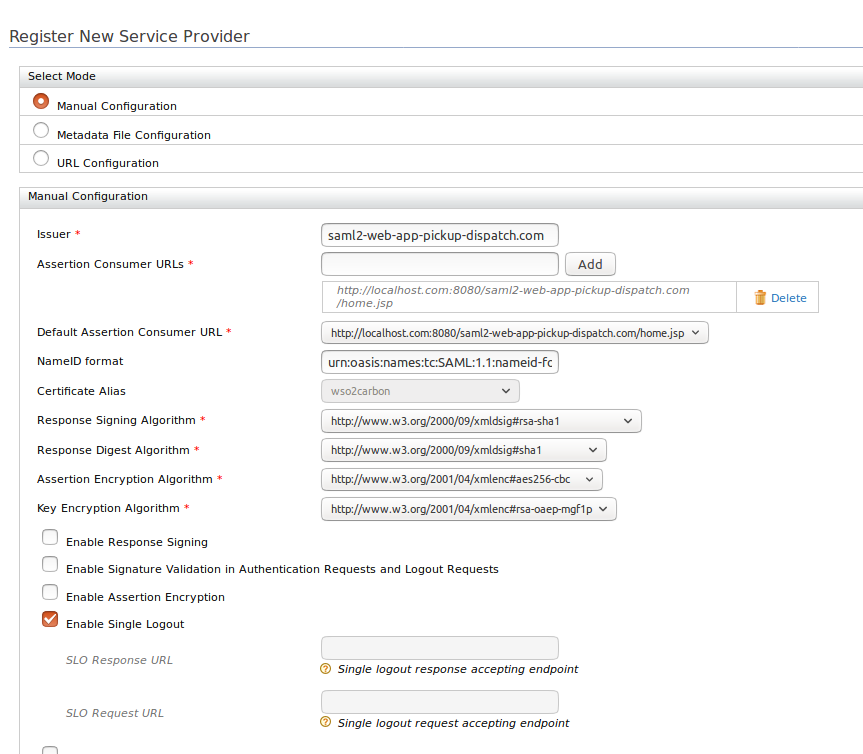 Register New Service Provider
Select Mode
Manual Configuration
Metadata File Configuration
URL Configuration
Manual Configuration
Issuer *
saml2-web-app-pickup-dispatch.com
Assertion Consumer URLs *
Add
http://localhost.com:8080/saml2-web-app-pickup-dispatch.com
/home.jsp
Delete
Default Assertion Consumer URL *
http://localhost.com:8080/saml2-web-app-pickup-dispatch.com/home.jsp
NameID format
urn:oasis:names:tc:SAML:1.1:nameid-fc
Certificate Alias
wso2carbon
Response Signing Algorithm *
http://www.w3.org/2000/09/xmldsig#rsa-sha1
Response Digest Algorithm *
http://www.w3.org/2000/09/xmldsig#sha1
Assertion Encryption Algorithm *
http://www.w3.org/2001/04/xmlenc#aes256-cbc
Key Encryption Algorithm *
http://www.w3.org/2001/04/xmlenc#rsa-oaep-mgf1p
Enable Response Signing
Enable Signature Validation in Authentication Requests and Logout Requests
Enable Assertion Encryption
Enable Single Logout
SLO Response URL
? Single logout response accepting endpoint
SLO Request URL
? Single logout request accepting endpoint